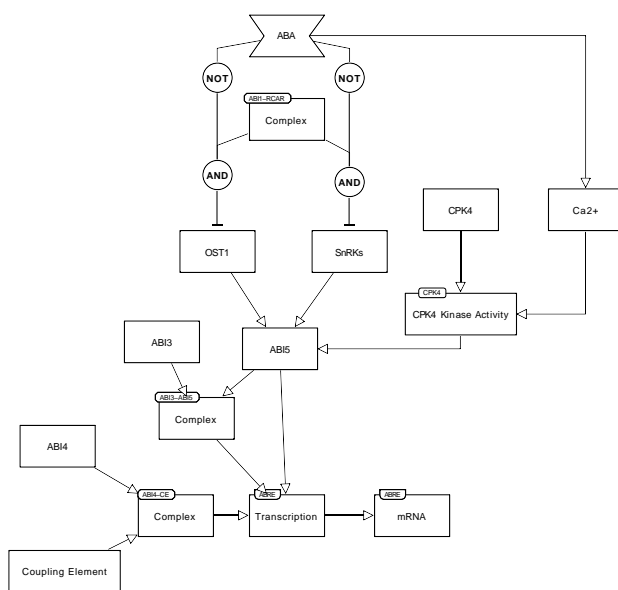 ABA
NOT
NOT
ABI1–RCAR
Complex
AND
AND
CPK4
Ca2+
OST1
SnRKs
CPK4
CPK4 Kinase Activity
ABI3
ABI5
ABI3–ABI5
Complex
ABI4
ABI4–CE
Complex
ABRE
Transcription
ABRE
mRNA
Coupling Element